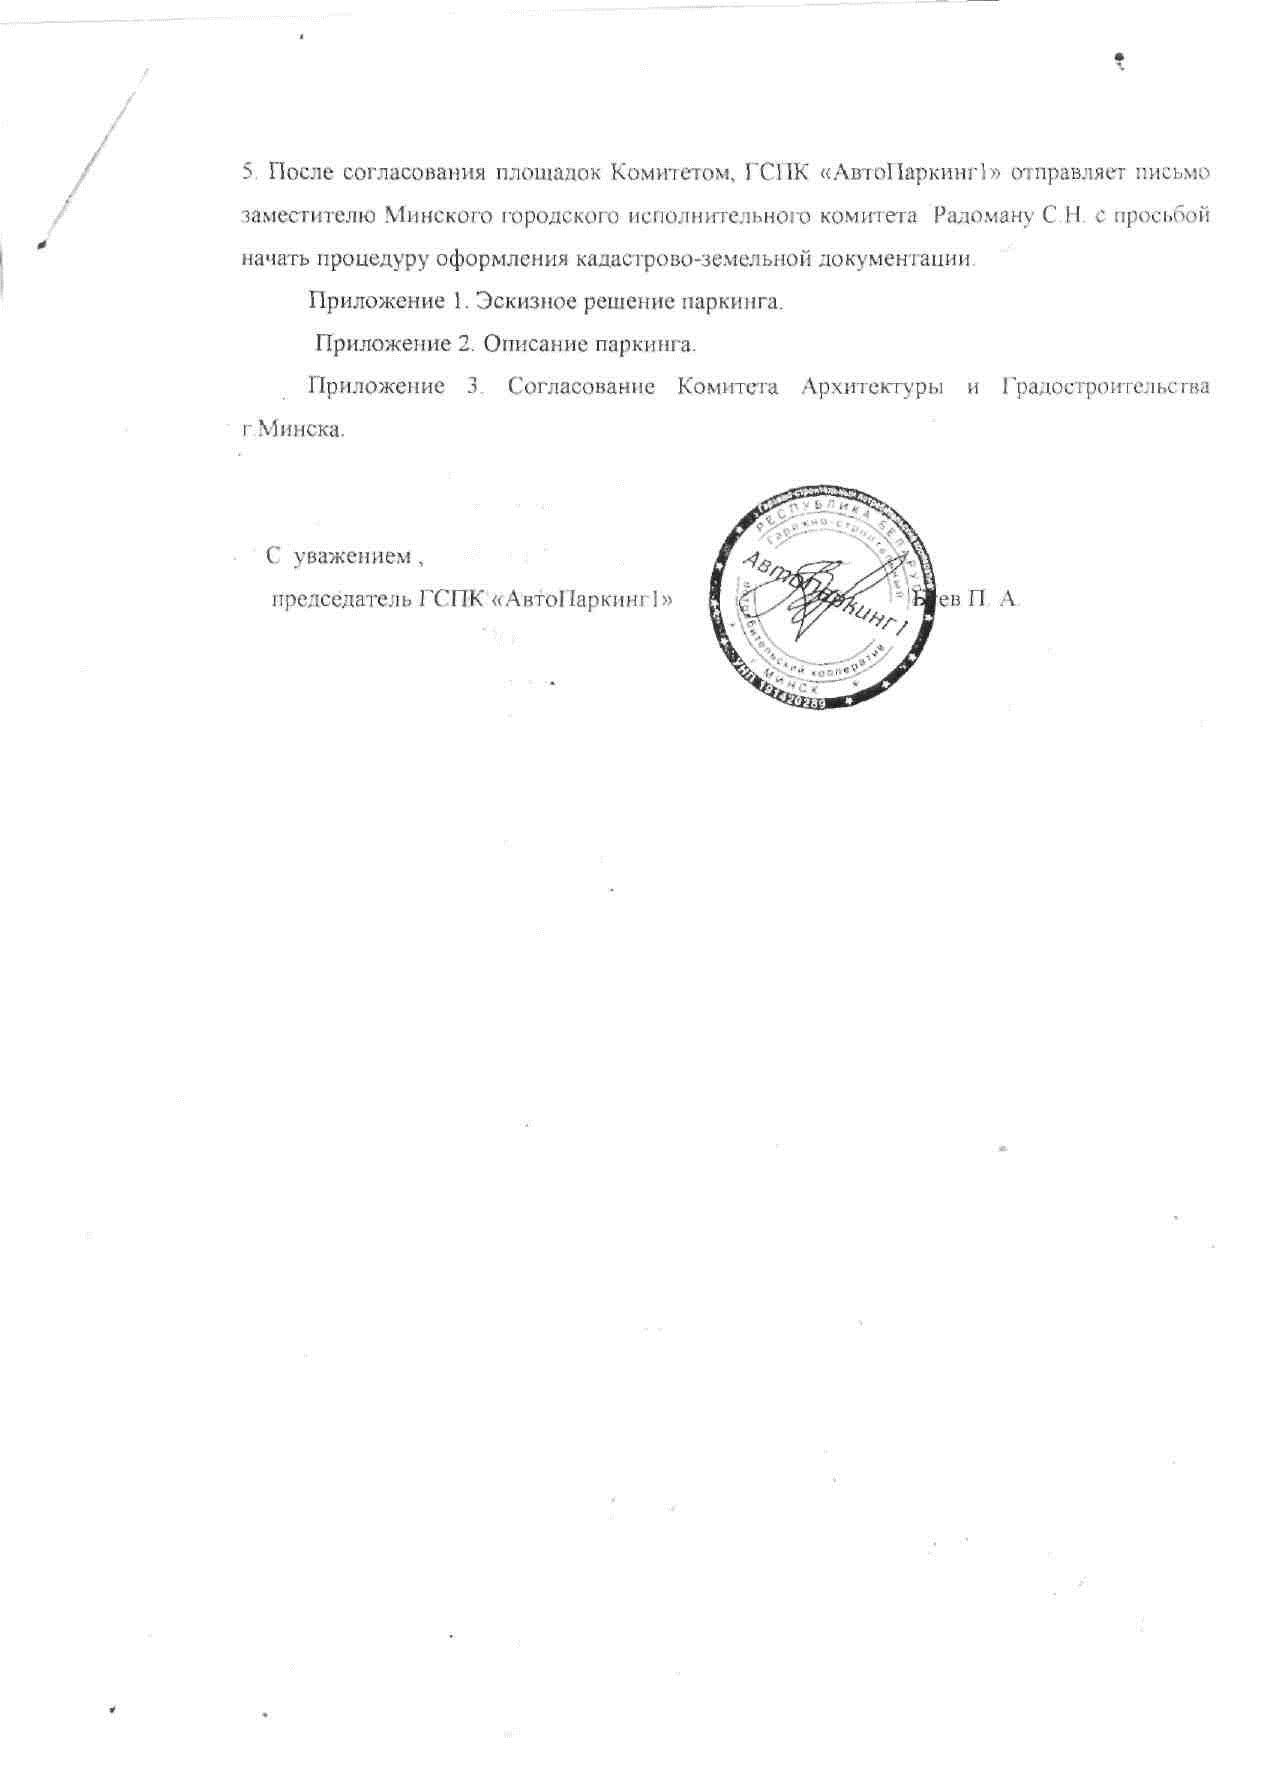 5. После согласования площадок Комитетом, ГСПК «АвтоПаркинг1» отправляет письмо
заместителю Минского городского исполнительного комитета Радоману С.Н. с просьбой
начать процедуру оформления кадастрово-земельной документации.
Приложение 1. Эскизное решение паркинга.
Приложение 2. Описание паркинга.
Приложение 3. Согласование Комитета Архитектуры и Градостроительства
г.Минска.
С уважением ,
председатель ГСПК «АвтоПаркинг1»
П. А.
РЕСПУБЛИКА БЕЛАРУСЬ
Гаражно-строительный
потребительский кооператив
АвтоПаркинг1
г. МИНСК
УНП 191420289